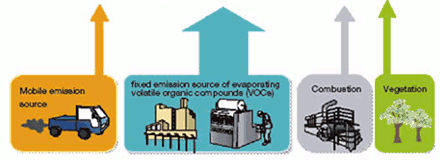 Mobile emission
source
fixed emission source of evaporating
volatile organic compounds (VOCs)
Combustion
Vegetation